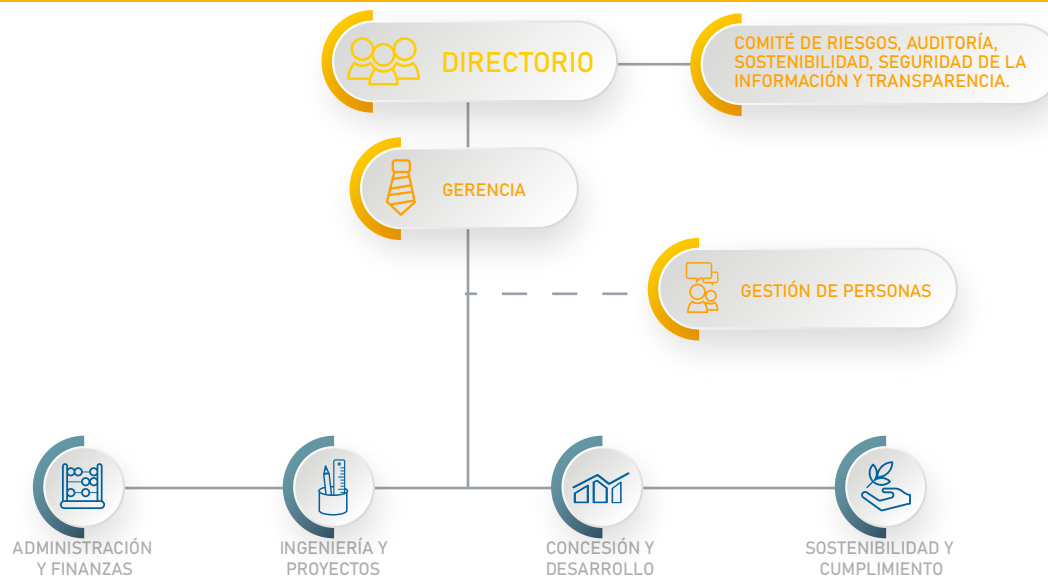 DIRECTORIO
COMITÉ DE RIESGOS, AUDITORÍA,
SOSTENIBILIDAD, SEGURIDAD DE LA
INFORMACIÓN Y TRANSPARENCIA.
GERENCIA
GESTIÓN DE PERSONAS
ADMINISTRACIÓN
Y FINANZAS
INGENIERÍA Y
PROYECTOS
CONCESIÓN Y
DESARROLLO
SOSTENIBILIDAD Y
CUMPLIMIENTO